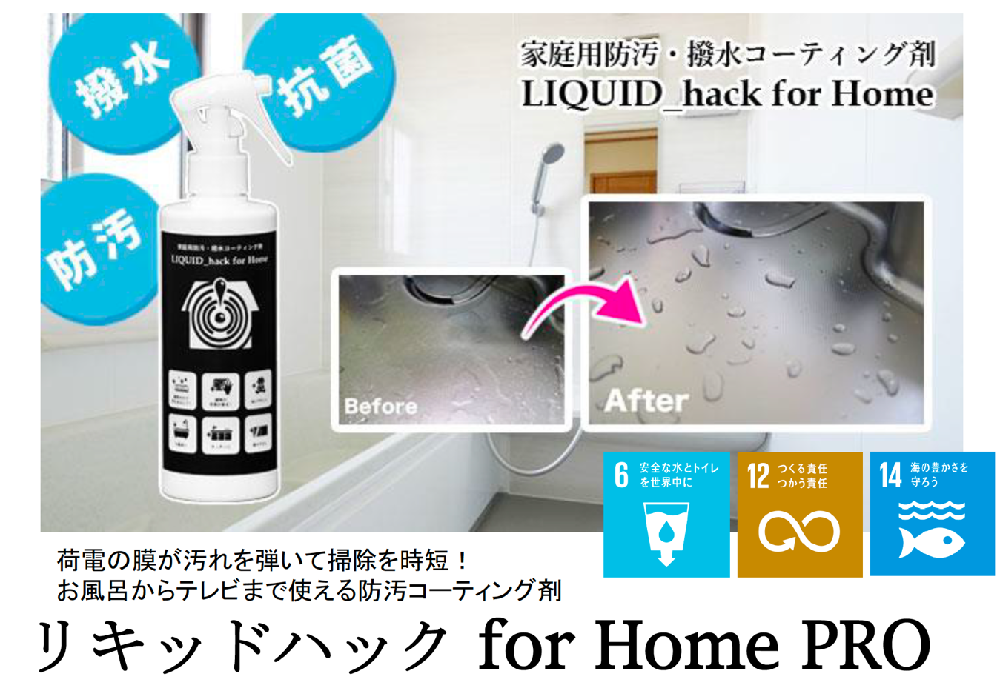 撥水
抗菌
防汚
家庭用防汚・撥水コーティング剤
LIQUID_hack for Home
家庭用防汚・撥水コーティング剤
LIQUID_hack for Home
Before
After
6 安全な水とトイレ
を世界中に
12 つくる責任
つかう責任
14 海の豊かさを
守ろう
荷電の膜が汚れを弾いて掃除を時短！
お風呂からテレビまで使える防汚コーティング剤
リキッドハック for Home PRO